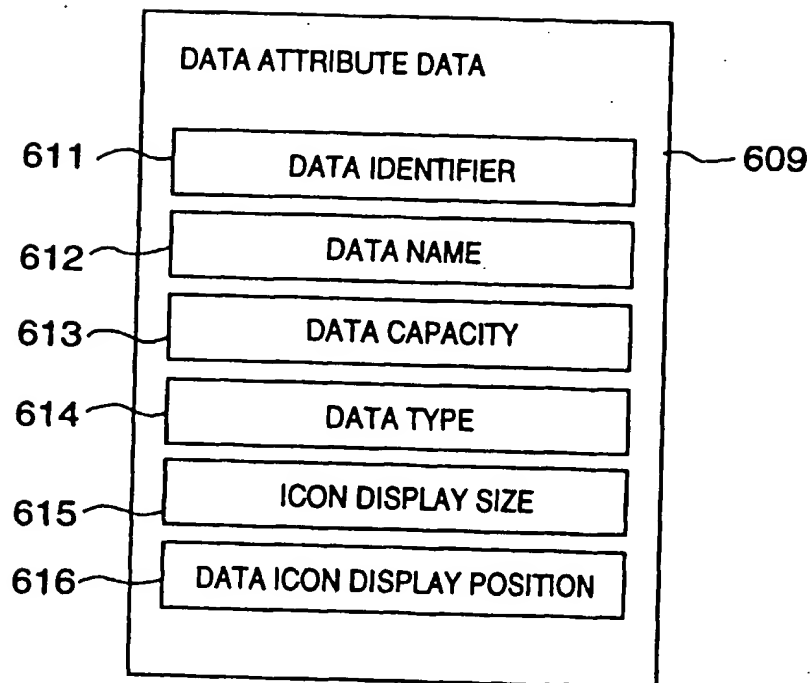 DATA ATTRIBUTE DATA
611 DATA IDENTIFIER 609
612 DATA NAME
613 DATA CAPACITY
614 DATA TYPE
615 ICON DISPLAY SIZE
616 DATA ICON DISPLAY POSITION